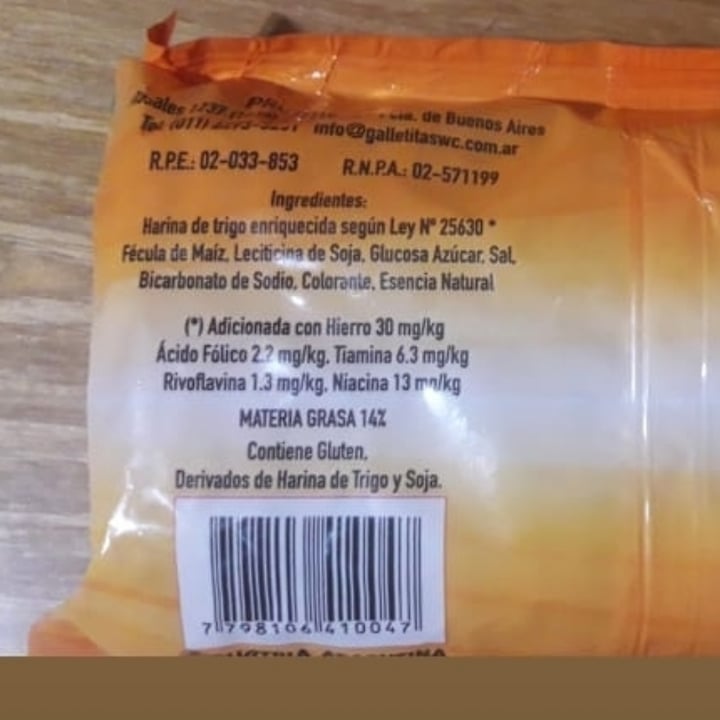 de Buenos Aires
info@galletitaswc.com.ar
R.P.E.: 02-033-853
R.N.P.A.: 02-571199
Ingredientes:
Harina de trigo enriquecida según Ley N° 25630 *
Fécula de Maíz, Leciticina de Soja, Glucosa Azúcar, Sal,
Bicarbonato de Sodio, Colorante, Esencia Natural
(*) Adicionada con Hierro 30 mg/kg
Ácido Fólico 2.2 mg/kg, Tiamina 6.3 mg/kg
Rivoflavina 1.3 mg/kg, Niacina 13 mg/kg
MATERIA GRASA 14%
Contiene Gluten,
Derivados de Harina de Trigo y Soja.
7 798106 410047